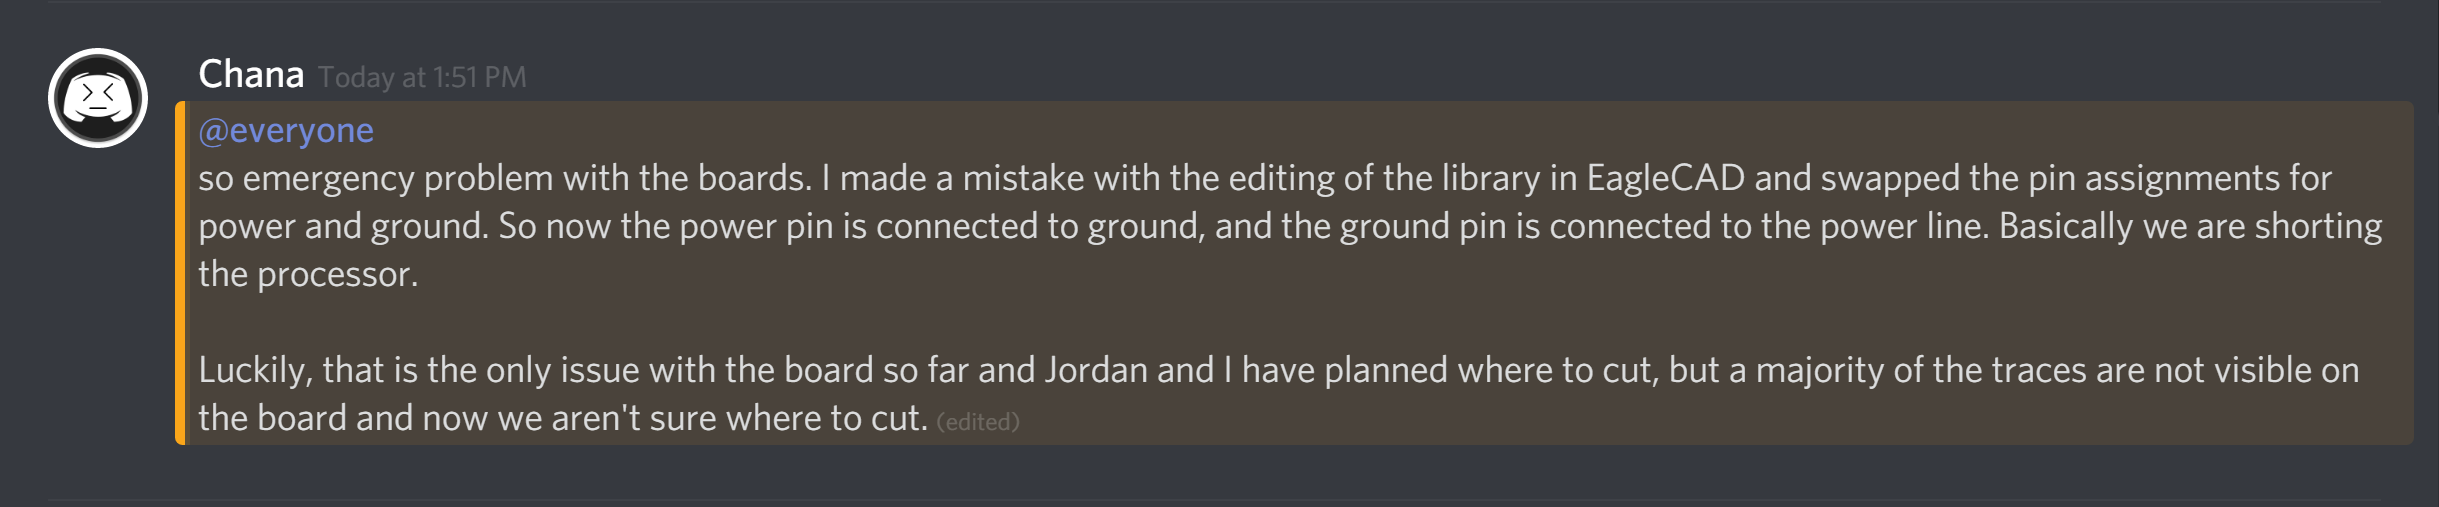 Chana Today at 1:51 PM
@everyone
so emergency problem with the boards. I made a mistake with the editing of the library in EagleCAD and swapped the pin assignments for
power and ground. So now the power pin is connected to ground, and the ground pin is connected to the power line. Basically we are shorting
the processor.
Luckily, that is the only issue with the board so far and Jordan and I have planned where to cut, but a majority of the traces are not visible on
the board and now we aren't sure where to cut. (edited)